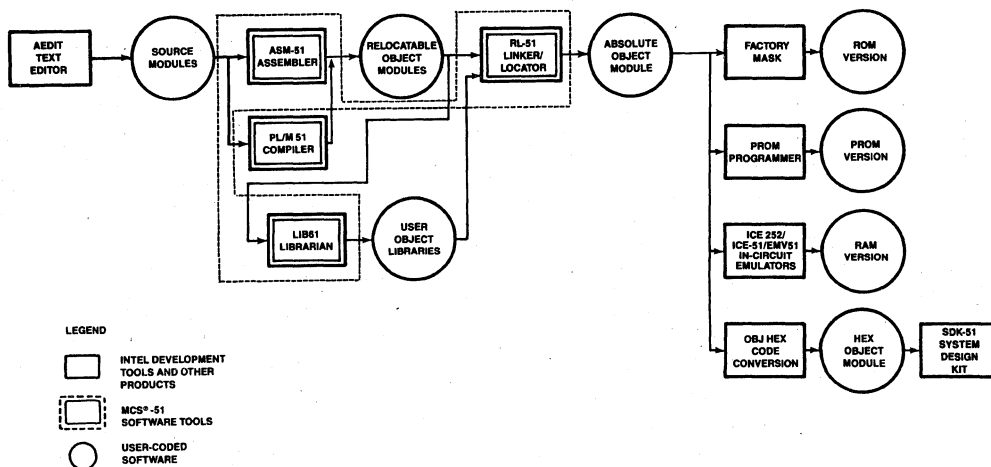 AEDIT
TEXT
EDITOR
SOURCE
MODULES
ASM-51
ASSEMBLER
RELOCATABLE
OBJECT
MODULES
RL-51
LINKER/
LOCATOR
ABSOLUTE
OBJECT
MODULE
FACTORY
MASK
ROM
VERSION
PL/M 51
COMPILER
PROM
PROGRAMMER
PROM
VERSION
LIB51
LIBRARIAN
USER
OBJECT
LIBRARIES
ICE 252/
ICE-51/EMV51
IN-CIRCUIT
EMULATORS
RAM
VERSION
OBJ HEX
CODE
CONVERSION
HEX
OBJECT
MODULE
SDK-51
SYSTEM
DESIGN
KIT
LEGEND
INTEL DEVELOPMENT
TOOLS AND OTHER
PRODUCTS
MCS® -51
SOFTWARE TOOLS
USER-CODED
SOFTWARE